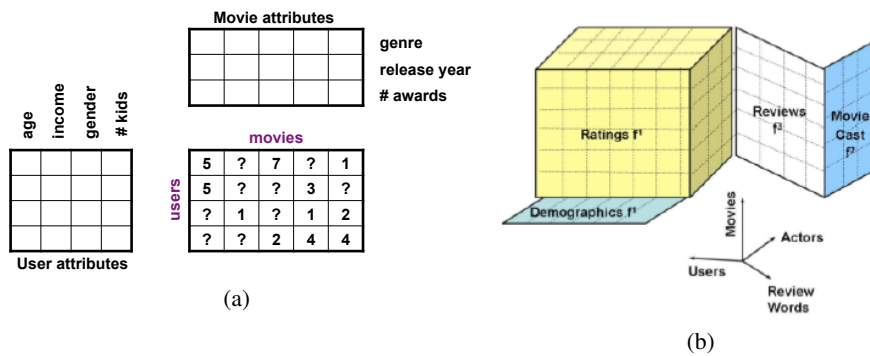 Movie attributes
genre
release year
# awards
age
income
gender
# kids
User attributes
movies
users
5 ? 7 ? 1
5 ? ? 3 ?
? 1 ? 1 2
? ? 2 4 4
(a)
Ratings f¹
Reviews
f³
Movie
Cast
f²
Demographics f¹
Movies
Actors
Users
Review
Words
(b)